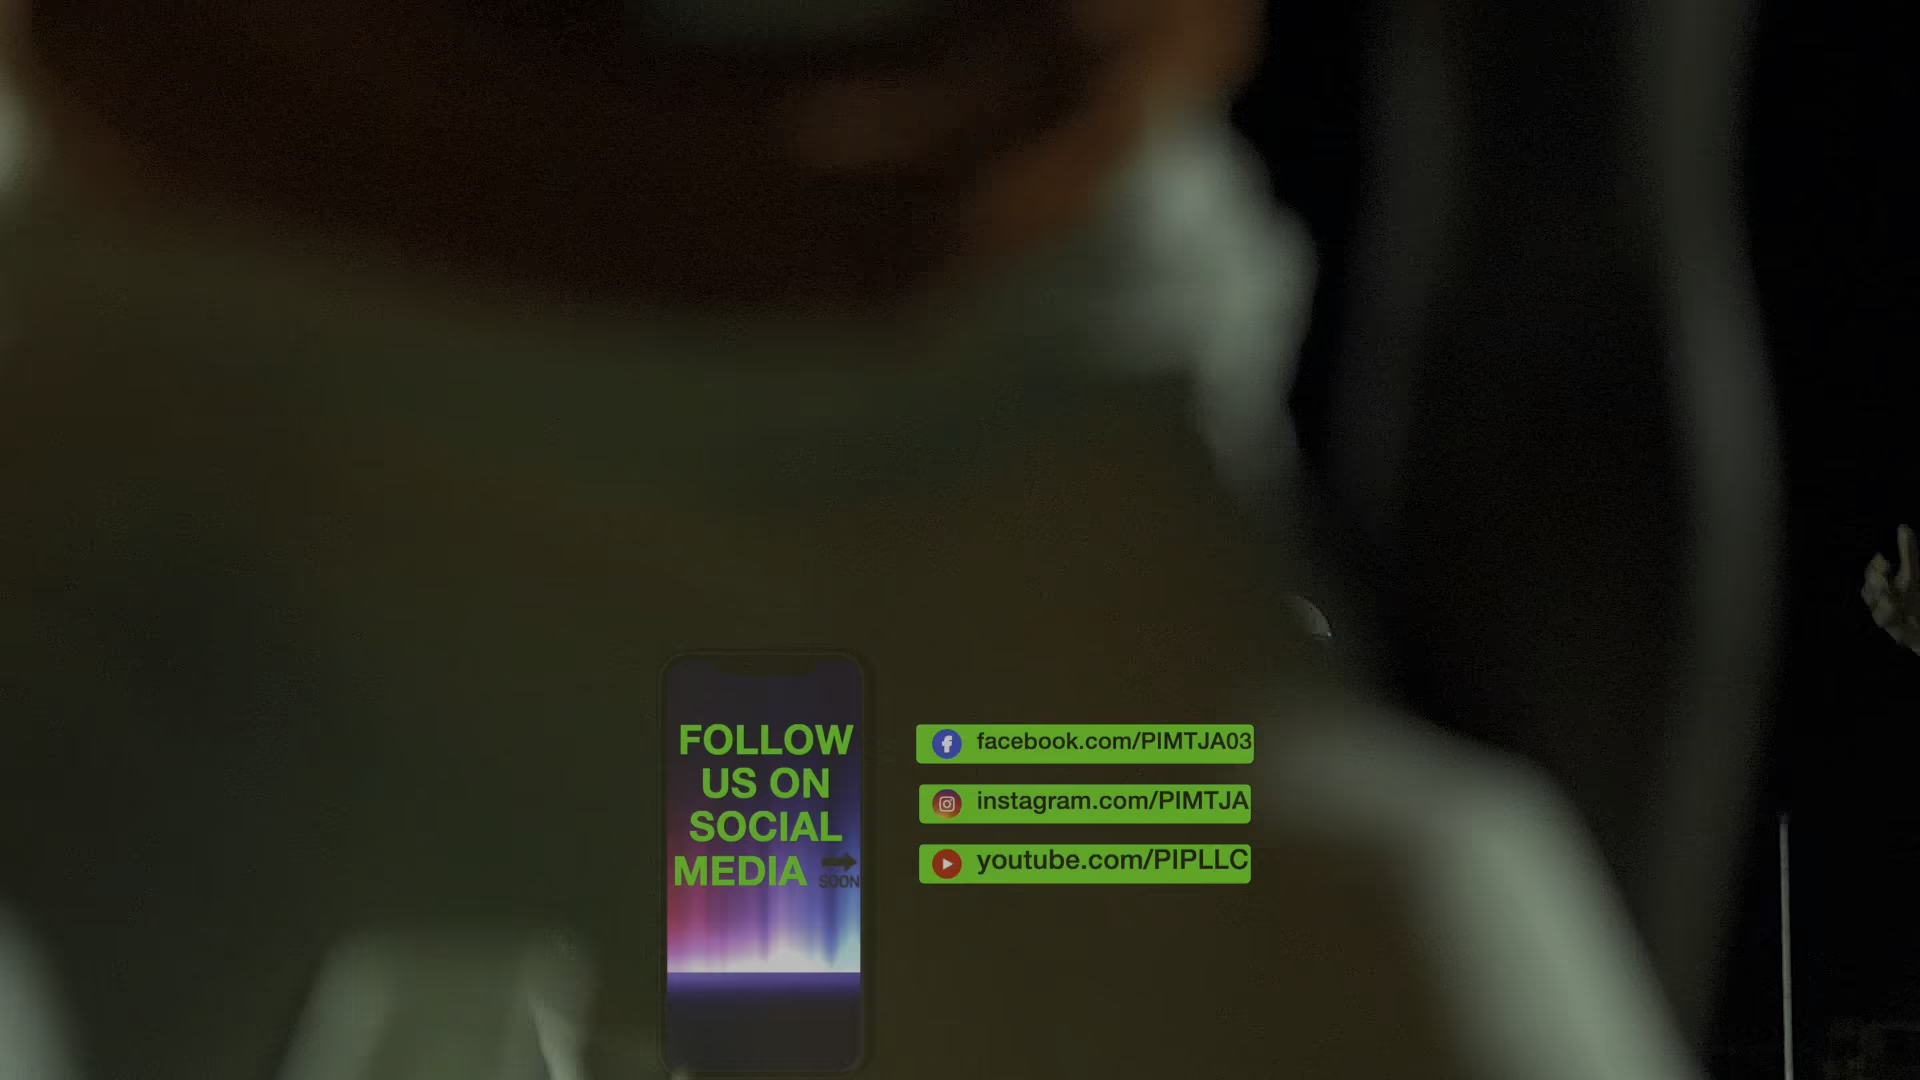 FOLLOW
US ON
SOCIAL
MEDIA
SOON
facebook.com/PIMTJA03
instagram.com/PIMTJA
youtube.com/PIPLLC